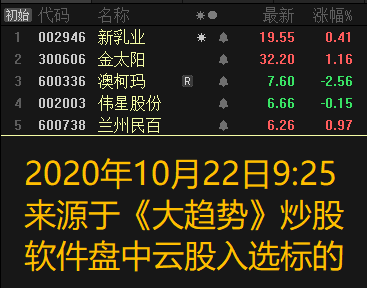 初始 代码 名称 最新 涨幅%
1 002946 新乳业 19.55 0.41
2 300606 金太阳 32.20 1.16
3 600336 澳柯玛 R 7.60 -2.56
4 002003 伟星股份 6.66 -0.15
5 600738 兰州民百 6.26 0.97
2020年10月22日9:25
来源于《大趋势》炒股
软件盘中云股入选标的